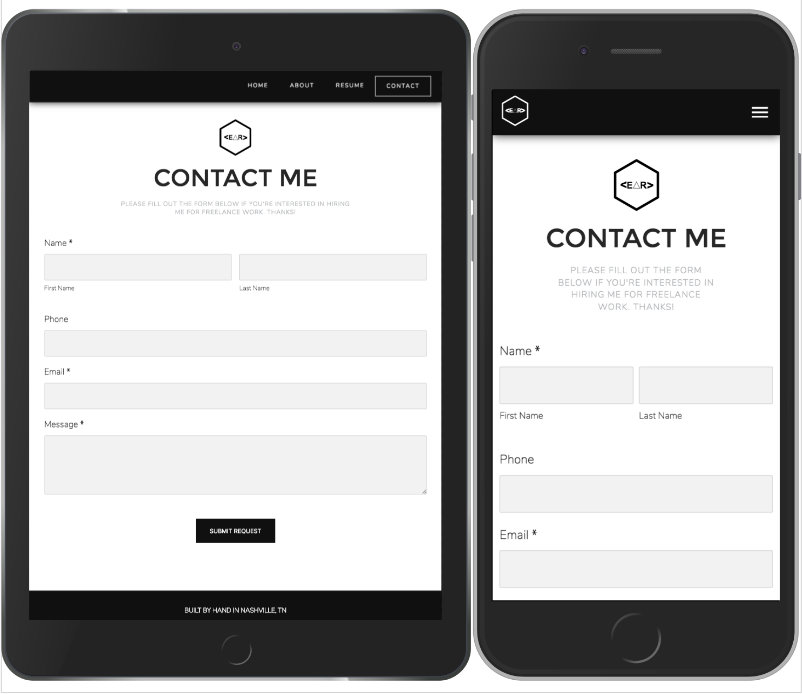 HOME ABOUT RESUME CONTACT
<E△R>
CONTACT ME
PLEASE FILL OUT THE FORM BELOW IF YOU'RE INTERESTED IN HIRING
ME FOR FREELANCE WORK. THANKS!
Name *
First Name Last Name
Phone
Email *
Message *
SUBMIT REQUEST
BUILT BY HAND IN NASHVILLE, TN
<E△R>
<E△R>
CONTACT ME
PLEASE FILL OUT THE FORM
BELOW IF YOU'RE INTERESTED IN
HIRING ME FOR FREELANCE
WORK. THANKS!
Name *
First Name Last Name
Phone
Email *